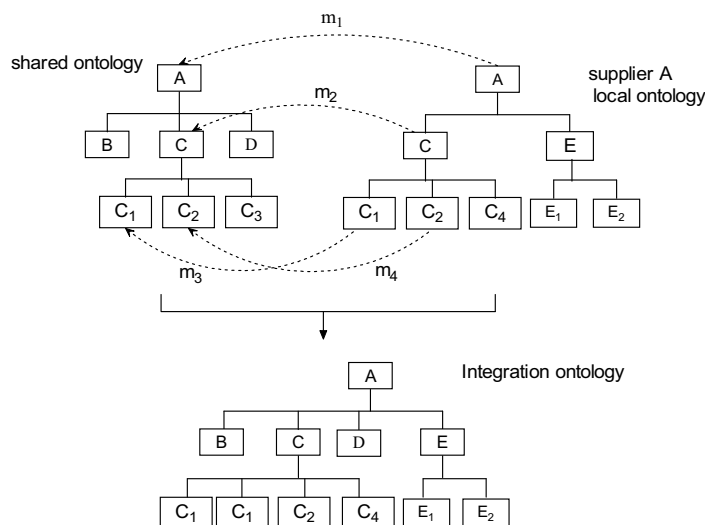 m₁
shared ontology
A
A
supplier A
local ontology
m₂
B
C
D
C
E
C₁
C₂
C₃
C₁
C₂
C₄
E₁
E₂
m₃
m₄
A
Integration ontology
B
C
D
E
C₁
C₁
C₂
C₄
E₁
E₂